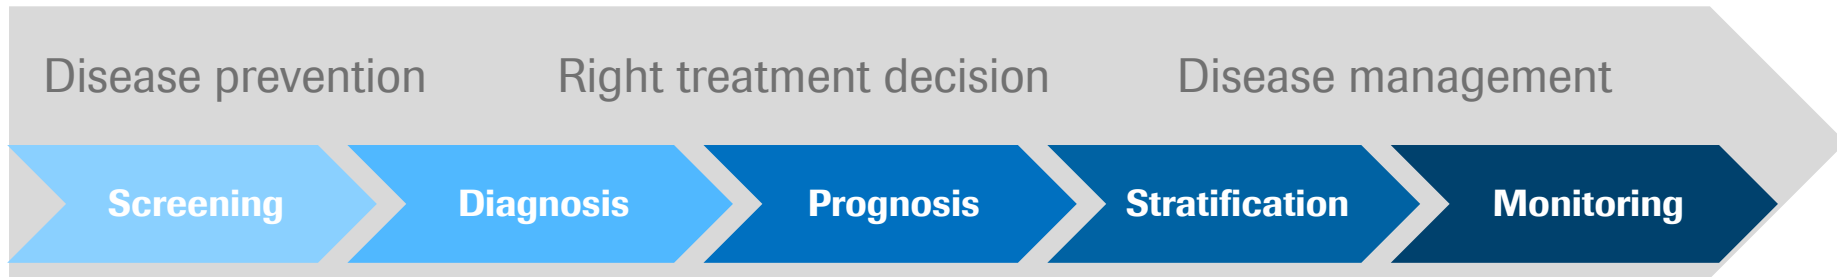 Disease prevention Right treatment decision Disease management
Screening Diagnosis Prognosis Stratification Monitoring